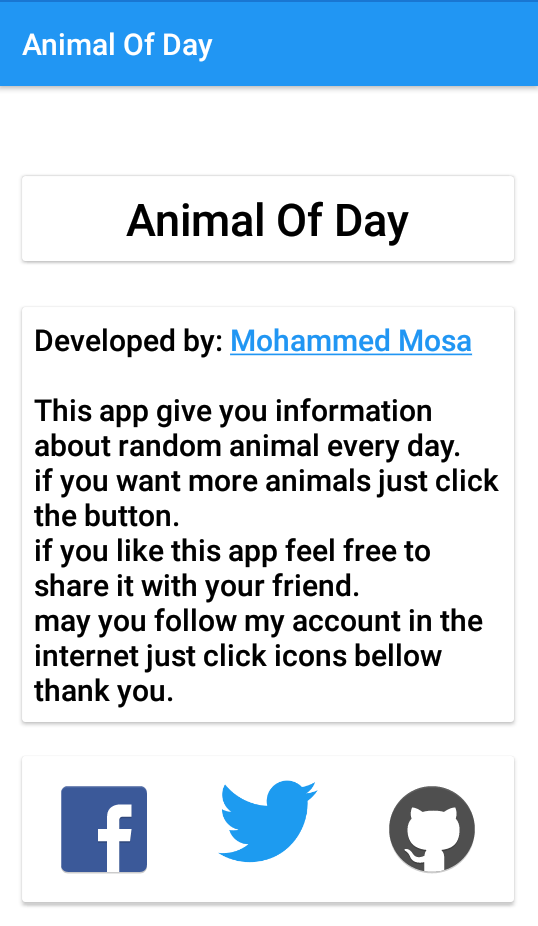 Animal Of Day
Animal Of Day
Developed by: Mohammed Mosa
This app give you information
about random animal every day.
if you want more animals just click
the button.
if you like this app feel free to
share it with your friend.
may you follow my account in the
internet just click icons bellow
thank you.